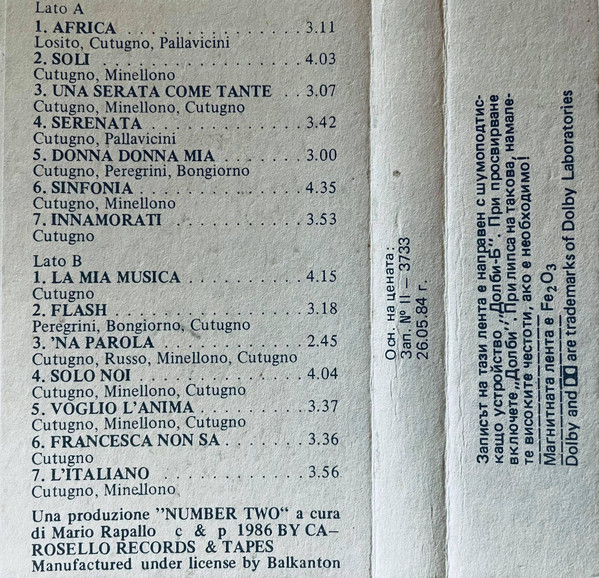 Lato A
1. AFRICA . . . . . . . . . . . . . 3.11
Losito, Cutugno, Pallavicini
2. SOLI . . . . . . . . . . . . . . . 4.03
Cutugno, Minellono
3. UNA SERATA COME TANTE . . 3.07
Cutugno, Minellono, Cutugno
4. SERENATA . . . . . . . . . . . 3.42
Cutugno, Pallavicini
5. DONNA DONNA MIA . . . . . . 3.00
Cutugno, Peregrini, Bongiorno
6. SINFONIA . . . . . . . . . . . . 4.35
Cutugno, Minellono
7. INNAMORATI . . . . . . . . . . 3.53
Cutugno
Lato B
1. LA MIA MUSICA . . . . . . . . . 4.15
Cutugno
2. FLASH . . . . . . . . . . . . . . 3.18
Peregrini, Bongiorno, Cutugno
3. 'NA PAROLA . . . . . . . . . . . 2.45
Cutugno, Russo, Minellono, Cutugno
4. SOLO NOI . . . . . . . . . . . . 4.04
Cutugno, Minellono, Cutugno
5. VOGLIO L'ANIMA . . . . . . . . 3.37
Cutugno, Minellono, Cutugno
6. FRANCESCA NON SA . . . . . . 3.36
Cutugno
7. L'ITALIANO . . . . . . . . . . . 3.56
Cutugno, Minellono
Una produzione ”NUMBER TWO“ a cura
di Mario Rapallo c & p 1986 BY CA–
ROSELLO RECORDS & TAPES
Manufactured under license by Balkanton
Осн. на цената:
Зап. № II – 3733
26.05.84 г.
Записът на тази лента е направен с шумоподтис-
кащо устройство „Долби-Б”. При просвирване
включете „Долби”. При липса на такова, намале-
те високите честоти, ако е необходимо!
Магнитната лента е Fe2O3
Dolby and are trademarks of Dolby Laboratories